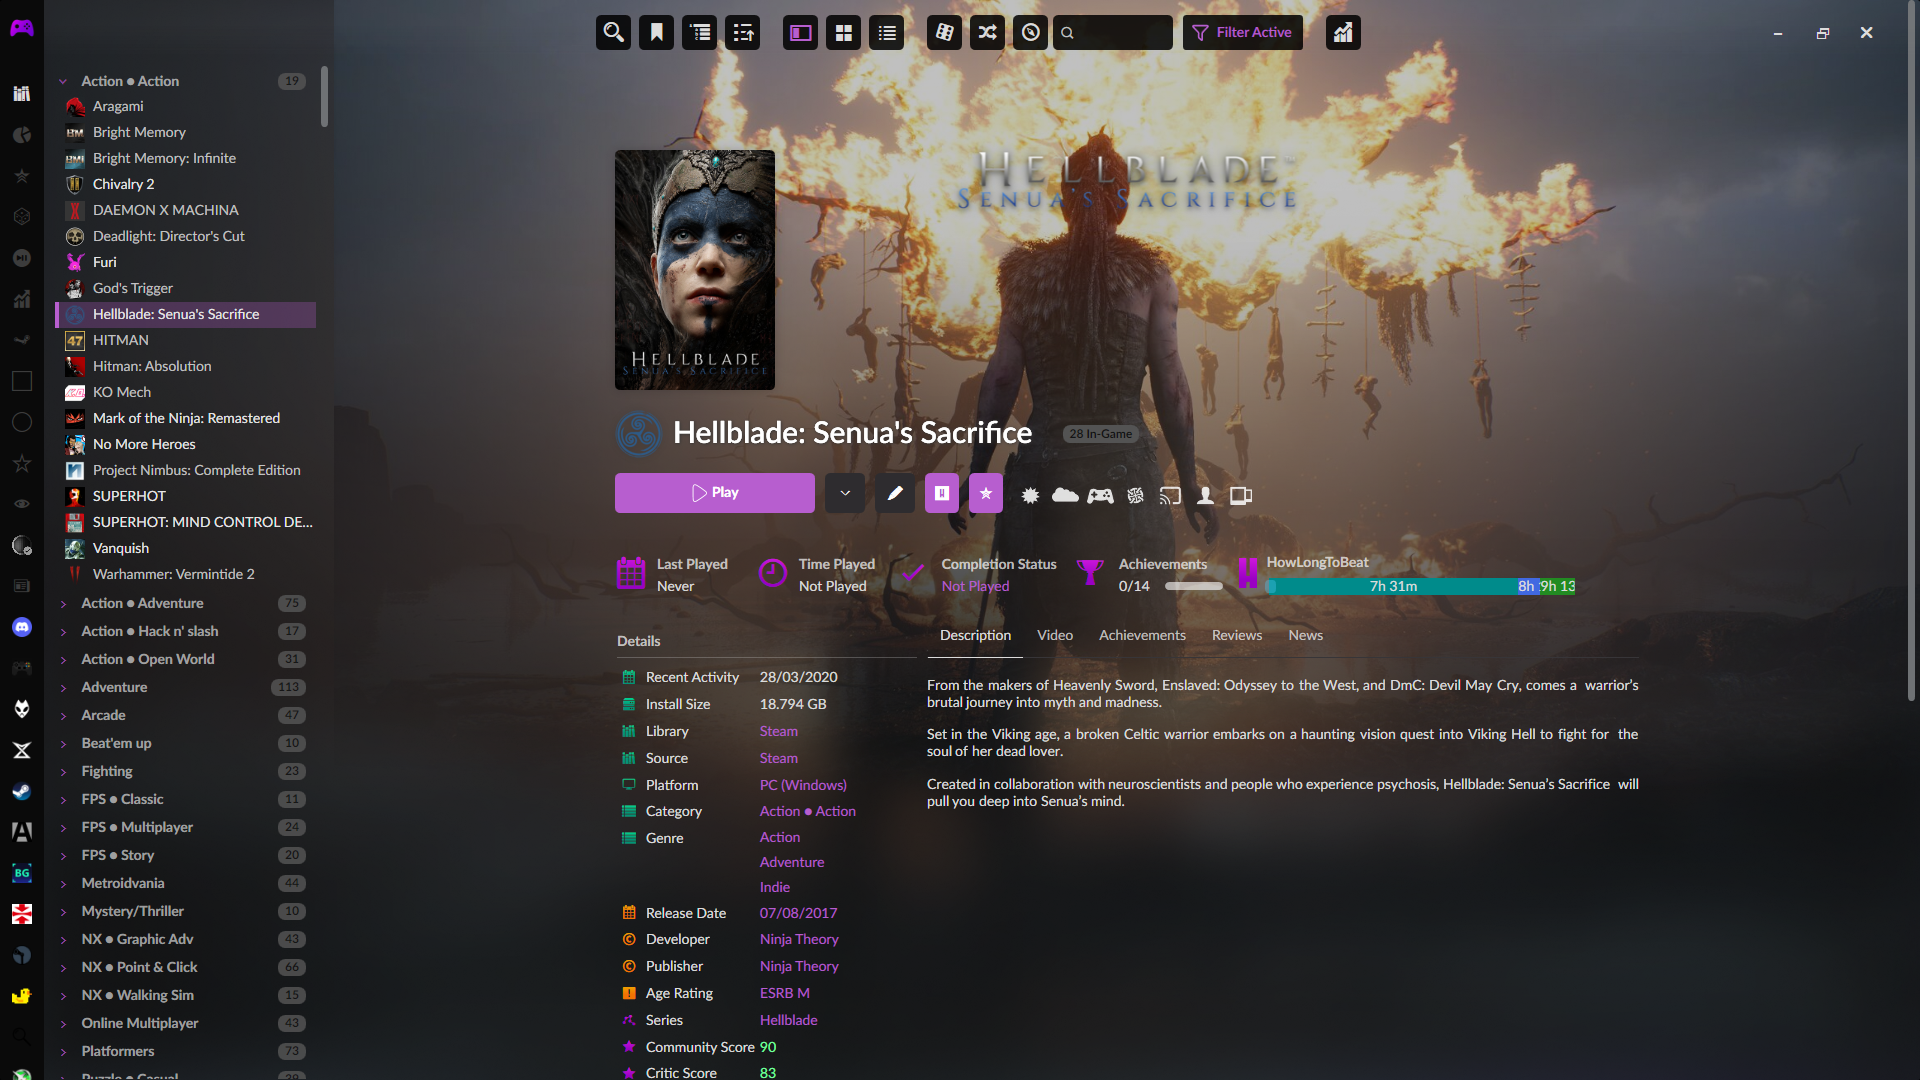 Filter Active
Action ● Action 19
Aragami
Bright Memory
Bright Memory: Infinite
Chivalry 2
DAEMON X MACHINA
Deadlight: Director's Cut
Furi
God's Trigger
Hellblade: Senua's Sacrifice
HITMAN
Hitman: Absolution
KO Mech
Mark of the Ninja: Remastered
No More Heroes
Project Nimbus: Complete Edition
SUPERHOT
SUPERHOT: MIND CONTROL DE...
Vanquish
Warhammer: Vermintide 2
Action ● Adventure 75
Action ● Hack n' slash 17
Action ● Open World 31
Adventure 113
Arcade 47
Beat'em up 10
Fighting 23
FPS ● Classic 11
FPS ● Multiplayer 24
FPS ● Story 20
Metroidvania 44
Mystery/Thriller 10
NX ● Graphic Adv 43
NX ● Point & Click 66
NX ● Walking Sim 15
Online Multiplayer 43
Platformers 73
Puzzle ● Casual
BG
BM
BMI
47
HELLBLADE
SENUA'S SACRIFICE
HELLBLADE™
SENUA'S SACRIFICE
Hellblade: Senua's Sacrifice 28 In-Game
Play
Last Played
Never
Time Played
Not Played
Completion Status
Not Played
Achievements
0/14
HowLongToBeat
7h 31m 8h 9h 13
Details
Recent Activity 28/03/2020
Install Size 18.794 GB
Library Steam
Source Steam
Platform PC (Windows)
Category Action ● Action
Genre Action
Adventure
Indie
Release Date 07/08/2017
Developer Ninja Theory
Publisher Ninja Theory
Age Rating ESRB M
Series Hellblade
Community Score 90
Critic Score 83
Description Video Achievements Reviews News
From the makers of Heavenly Sword, Enslaved: Odyssey to the West, and DmC: Devil May Cry, comes a warrior's
brutal journey into myth and madness.
Set in the Viking age, a broken Celtic warrior embarks on a haunting vision quest into Viking Hell to fight for the
soul of her dead lover.
Created in collaboration with neuroscientists and people who experience psychosis, Hellblade: Senua's Sacrifice will
pull you deep into Senua's mind.